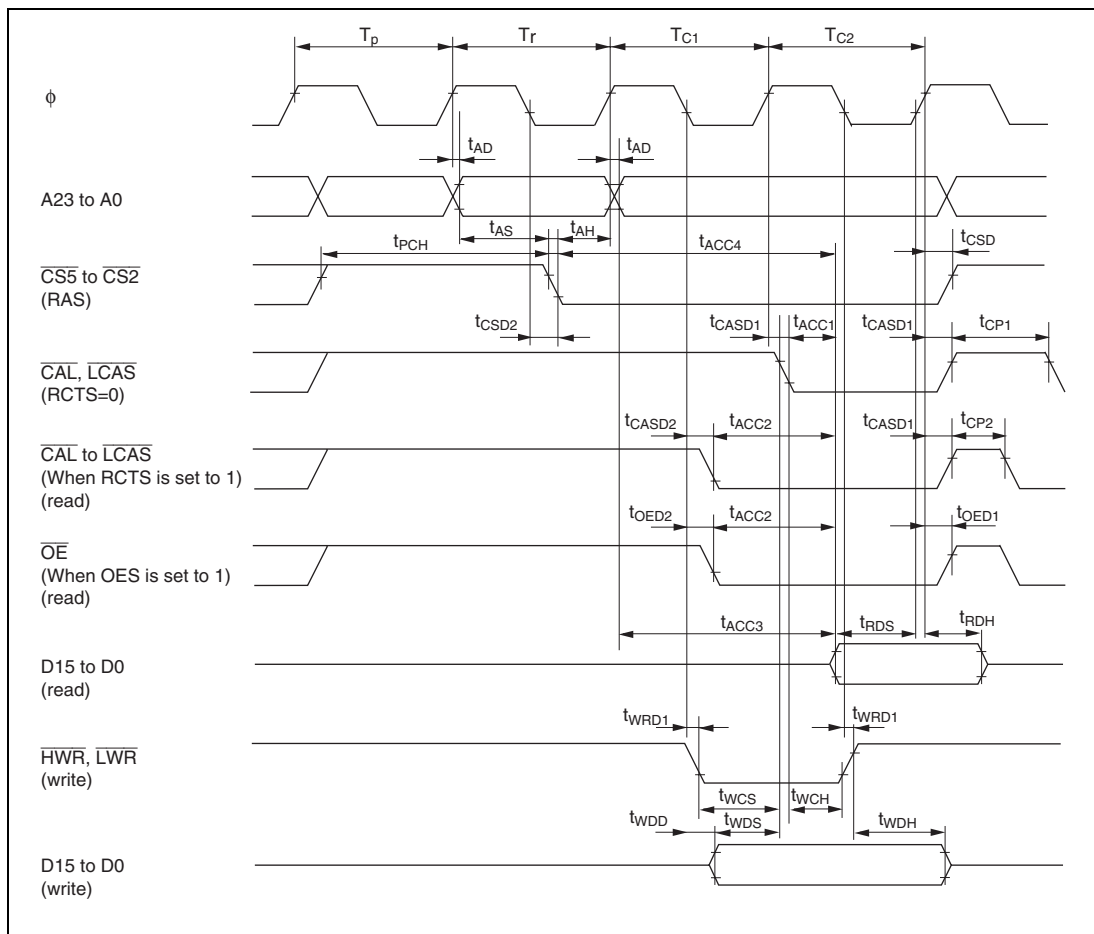 Tp Tr TC1 TC2
φ
tAD tAD
A23 to A0
tAS tAH
tPCH tACC4 tCSD
CS5 to CS2
(RAS)
tCSD2 tCASD1 tACC1 tCASD1 tCP1
CAL, LCAS
(RCTS=0)
tCASD2 tACC2 tCASD1 tCP2
CAL to LCAS
(When RCTS is set to 1)
(read)
tOED2 tACC2 tOED1
OE
(When OES is set to 1)
(read)
tACC3 tRDS tRDH
D15 to D0
(read)
tWRD1 tWRD1
HWR, LWR
(write)
tWCS tWCH
tWDD tWDS tWDH
D15 to D0
(write)